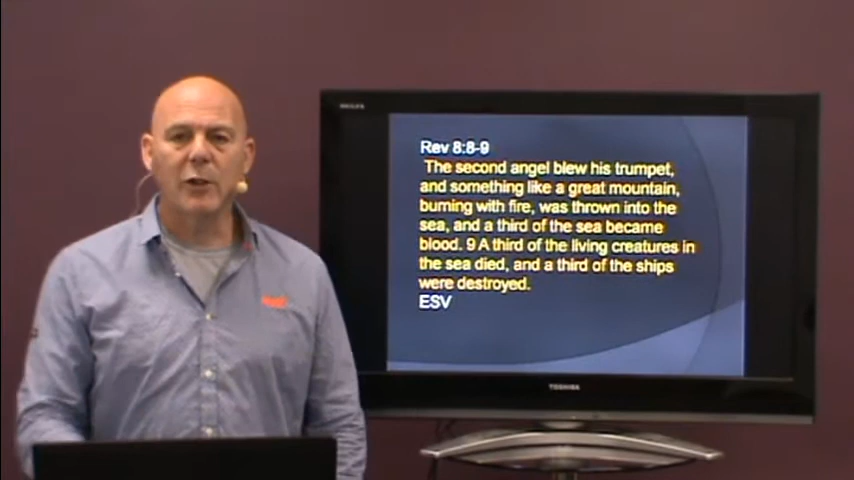 Rev 8:8-9
The second angel blew his trumpet,
and something like a great mountain,
burning with fire, was thrown into the
sea, and a third of the sea became
blood. 9 A third of the living creatures in
the sea died, and a third of the ships
were destroyed.
ESV
TOSHIBA